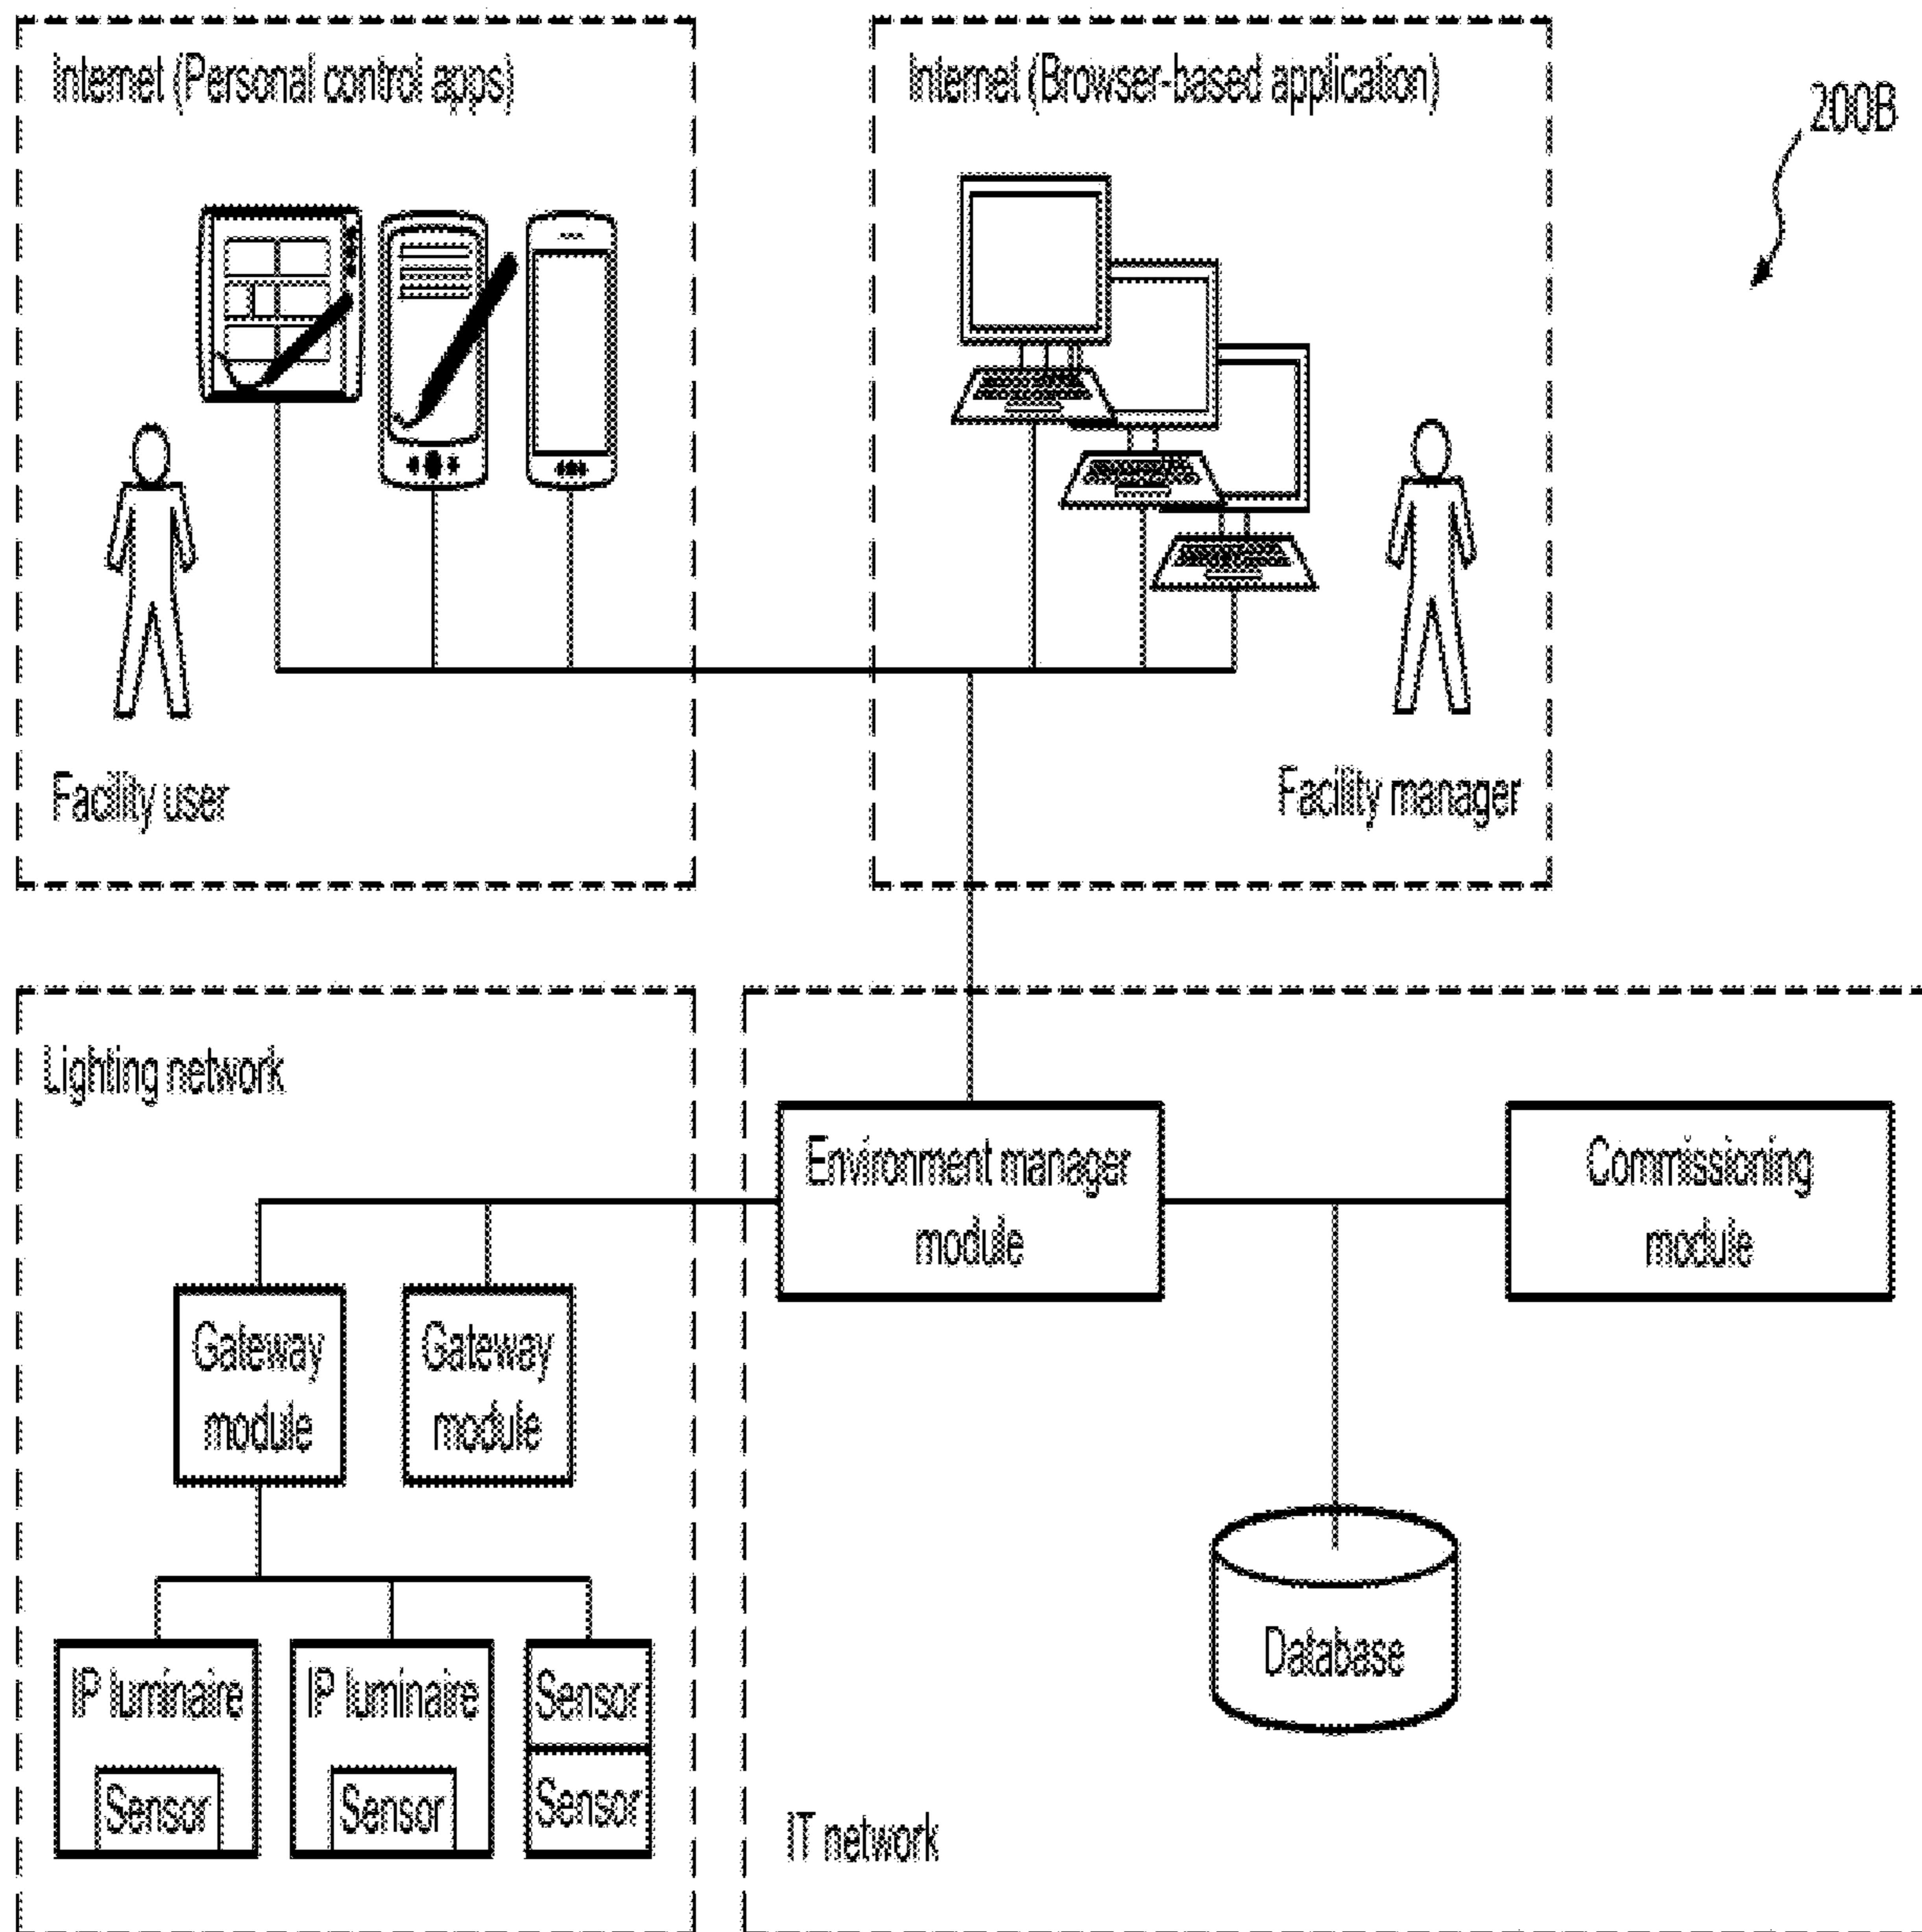 Internet (Personal control apps)
Internet (Browser-based application)
200B
Facility user
Facility manager
Lighting network
Environment manager
module
Commissioning
module
Gateway
module
Gateway
module
IP luminaire
Sensor
IP luminaire
Sensor
Sensor
Sensor
Database
IT network